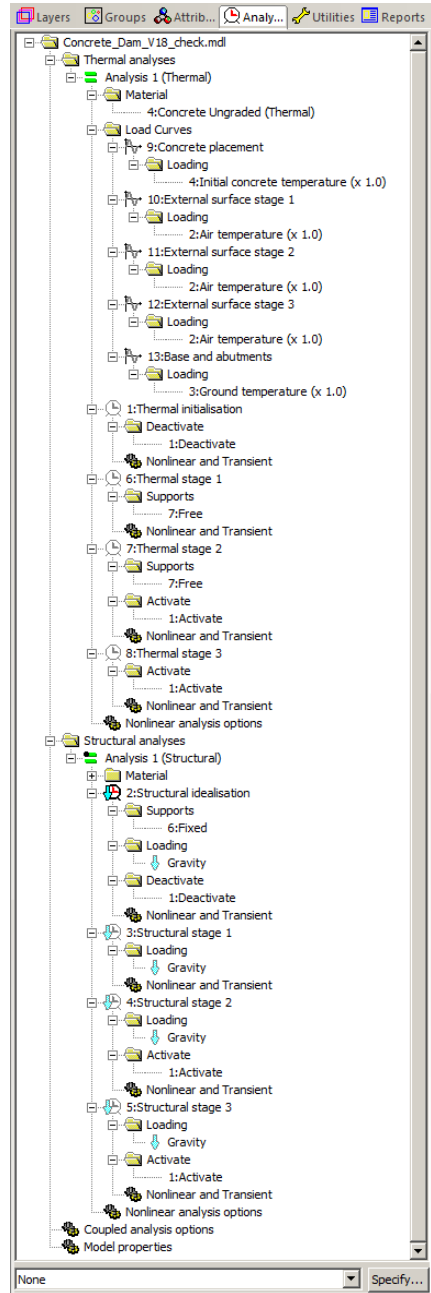 Layers Groups Attrib... Analy... Utilities Reports
Concrete_Dam_V18_check.mdl
Thermal analyses
Analysis 1 (Thermal)
Material
4:Concrete Ungraded (Thermal)
Load Curves
9:Concrete placement
Loading
4:Initial concrete temperature (x 1.0)
10:External surface stage 1
Loading
2:Air temperature (x 1.0)
11:External surface stage 2
Loading
2:Air temperature (x 1.0)
12:External surface stage 3
Loading
2:Air temperature (x 1.0)
13:Base and abutments
Loading
3:Ground temperature (x 1.0)
1:Thermal initialisation
Deactivate
1:Deactivate
Nonlinear and Transient
6:Thermal stage 1
Supports
7:Free
Nonlinear and Transient
7:Thermal stage 2
Supports
7:Free
Activate
1:Activate
Nonlinear and Transient
8:Thermal stage 3
Activate
1:Activate
Nonlinear and Transient
Nonlinear analysis options
Structural analyses
Analysis 1 (Structural)
Material
2:Structural idealisation
Supports
6:Fixed
Loading
Gravity
Deactivate
1:Deactivate
Nonlinear and Transient
3:Structural stage 1
Loading
Gravity
Nonlinear and Transient
4:Structural stage 2
Loading
Gravity
Activate
1:Activate
Nonlinear and Transient
5:Structural stage 3
Loading
Gravity
Activate
1:Activate
Nonlinear and Transient
Nonlinear analysis options
Coupled analysis options
Model properties
None Specify...